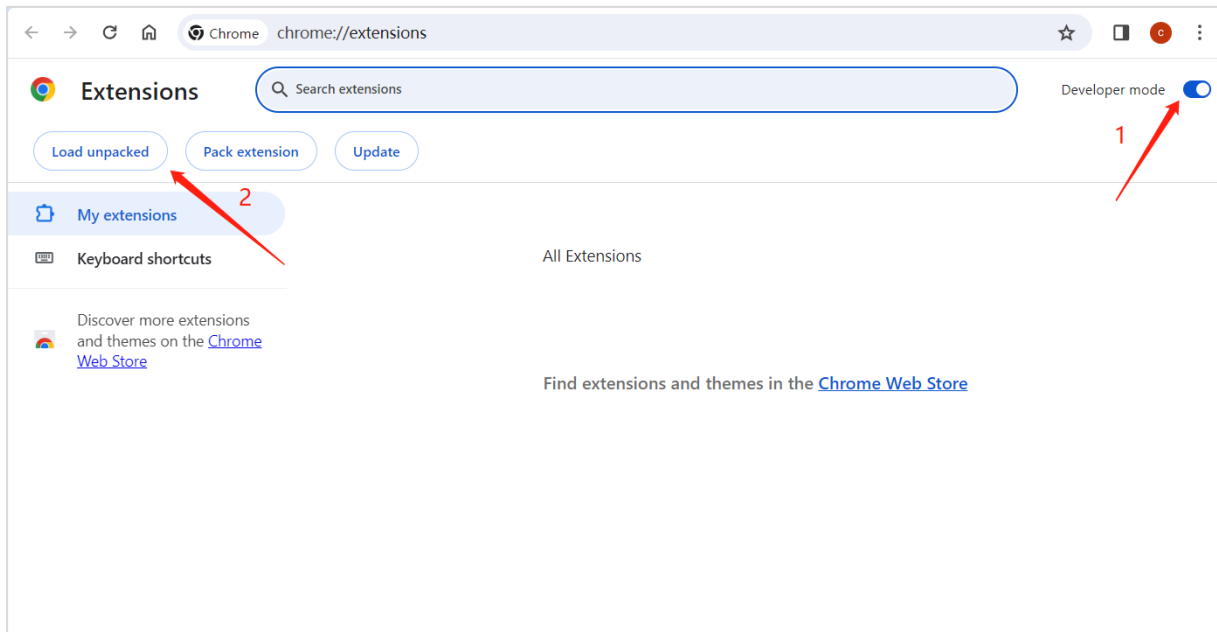 Chrome chrome://extensions C
Extensions Search extensions Developer mode
1
Load unpacked Pack extension Update
2
My extensions
Keyboard shortcuts
All Extensions
Discover more extensions
and themes on the Chrome
Web Store
Find extensions and themes in the Chrome Web Store